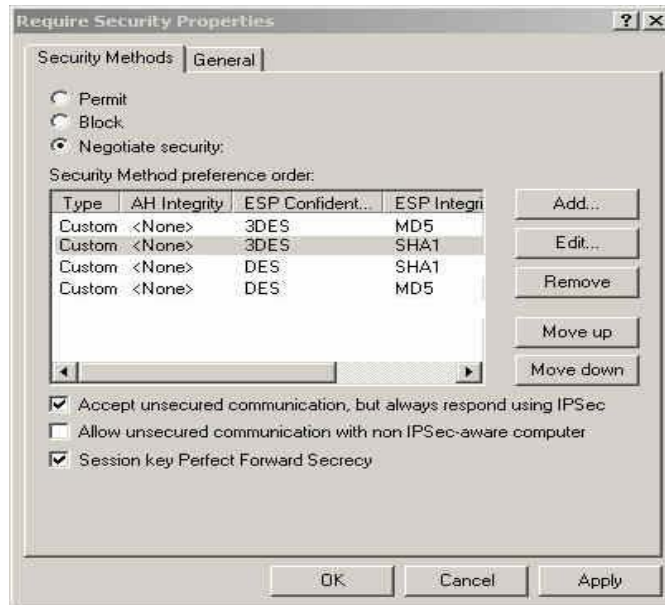 Require Security Properties
? X
Security Methods General
Permit
Block
Negotiate security:
Security Method preference order:
Type AH Integrity ESP Confident... ESP Integri
Custom <None> 3DES MD5
Custom <None> 3DES SHA1
Custom <None> DES SHA1
Custom <None> DES MD5
Add...
Edit...
Remove
Move up
Move down
Accept unsecured communication, but always respond using IPSec
Allow unsecured communication with non IPSec-aware computer
Session key Perfect Forward Secrecy
OK Cancel Apply